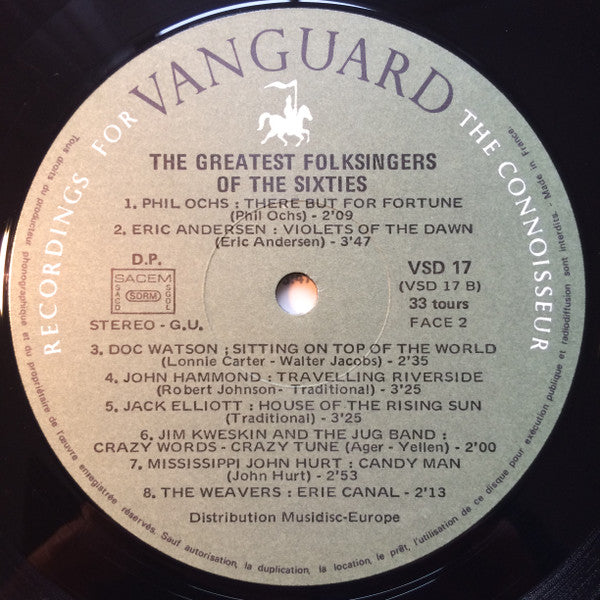 RECORDINGS FOR VANGUARD THE CONNOISSEUR
THE GREATEST FOLKSINGERS
OF THE SIXTIES
1. PHIL OCHS : THERE BUT FOR FORTUNE
(Phil Ochs) - 2'09
2. ERIC ANDERSEN : VIOLETS OF THE DAWN
(Eric Andersen) - 3'47
D.P.
SACEM
SACD
SDRM
SGDL
STEREO - G.U.
VSD 17
(VSD 17 B)
33 tours
FACE 2
3. DOC WATSON : SITTING ON TOP OF THE WORLD
(Lonnie Carter - Walter Jacobs) - 2'35
4. JOHN HAMMOND : TRAVELLING RIVERSIDE
(Robert Johnson - Traditional) - 3'25
5. JACK ELLIOTT : HOUSE OF THE RISING SUN
(Traditional) - 3'25
6. JIM KWESKIN AND THE JUG BAND :
CRAZY WORDS - CRAZY TUNE (Ager - Yellen) - 2'00
7. MISSISSIPPI JOHN HURT : CANDY MAN
(John Hurt) - 2'53
8. THE WEAVERS : ERIE CANAL - 2'13
Distribution Musidisc-Europe
Tous droits du producteur phonographique et du propriétaire de l'œuvre enregistrée réservés. Sauf autorisation, la duplication, la location, le prêt, l'utilisation de ce disque pour exécution publique et radiodiffusion sont interdits. - Made in France.